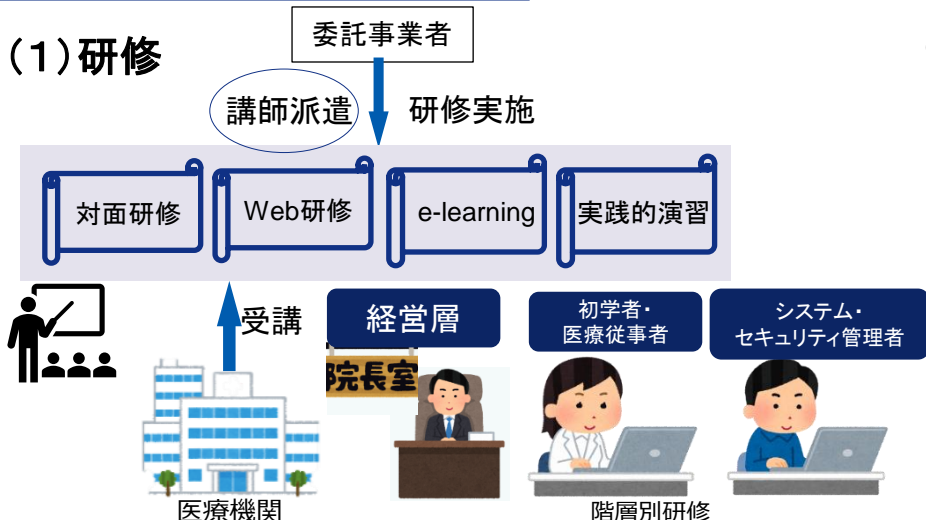 (1)研修
委託事業者
講師派遣
研修実施
対面研修
Web研修
e-learning
実践的演習
受講
経営層
初学者・
医療従事者
システム・
セキュリティ管理者
院長室
医療機関
階層別研修